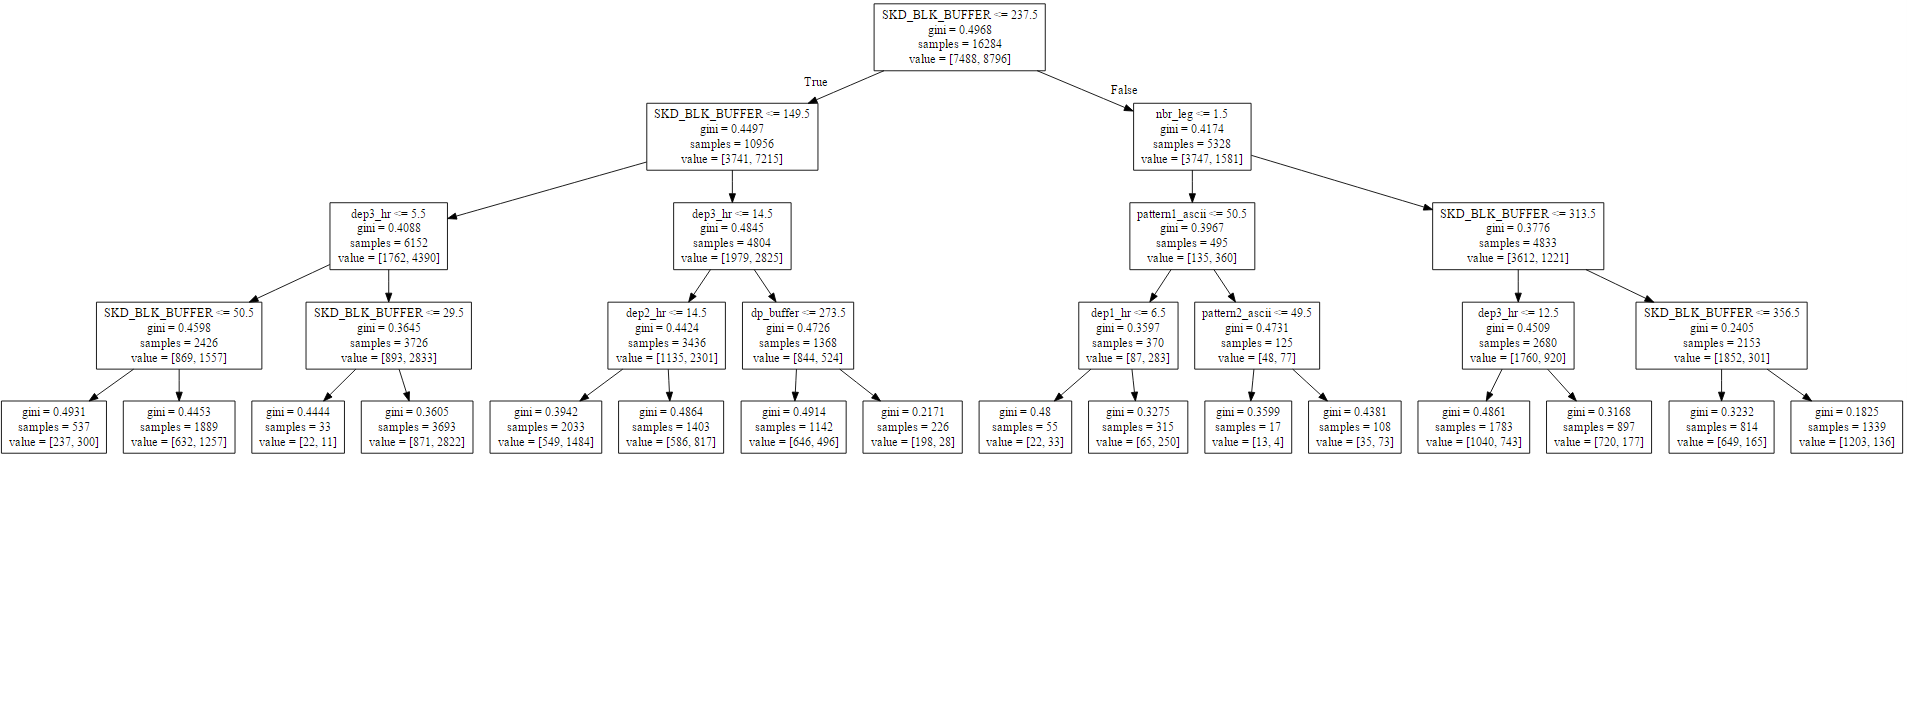 SKD_BLK_BUFFER <= 237.5
gini = 0.4968
samples = 16284
value = [7488, 8796]
True
False
SKD_BLK_BUFFER <= 149.5
gini = 0.4497
samples = 10956
value = [3741, 7215]
nbr_leg <= 1.5
gini = 0.4174
samples = 5328
value = [3747, 1581]
dep3_hr <= 5.5
gini = 0.4088
samples = 6152
value = [1762, 4390]
dep3_hr <= 14.5
gini = 0.4845
samples = 4804
value = [1979, 2825]
pattern1_ascii <= 50.5
gini = 0.3967
samples = 495
value = [135, 360]
SKD_BLK_BUFFER <= 313.5
gini = 0.3776
samples = 4833
value = [3612, 1221]
SKD_BLK_BUFFER <= 50.5
gini = 0.4598
samples = 2426
value = [869, 1557]
SKD_BLK_BUFFER <= 29.5
gini = 0.3645
samples = 3726
value = [893, 2833]
dep2_hr <= 14.5
gini = 0.4424
samples = 3436
value = [1135, 2301]
dp_buffer <= 273.5
gini = 0.4726
samples = 1368
value = [844, 524]
dep1_hr <= 6.5
gini = 0.3597
samples = 370
value = [87, 283]
pattern2_ascii <= 49.5
gini = 0.4731
samples = 125
value = [48, 77]
dep3_hr <= 12.5
gini = 0.4509
samples = 2680
value = [1760, 920]
SKD_BLK_BUFFER <= 356.5
gini = 0.2405
samples = 2153
value = [1852, 301]
gini = 0.4931
samples = 537
value = [237, 300]
gini = 0.4453
samples = 1889
value = [632, 1257]
gini = 0.4444
samples = 33
value = [22, 11]
gini = 0.3605
samples = 3693
value = [871, 2822]
gini = 0.3942
samples = 2033
value = [549, 1484]
gini = 0.4864
samples = 1403
value = [586, 817]
gini = 0.4914
samples = 1142
value = [646, 496]
gini = 0.2171
samples = 226
value = [198, 28]
gini = 0.48
samples = 55
value = [22, 33]
gini = 0.3275
samples = 315
value = [65, 250]
gini = 0.3599
samples = 17
value = [13, 4]
gini = 0.4381
samples = 108
value = [35, 73]
gini = 0.4861
samples = 1783
value = [1040, 743]
gini = 0.3168
samples = 897
value = [720, 177]
gini = 0.3232
samples = 814
value = [649, 165]
gini = 0.1825
samples = 1339
value = [1203, 136]